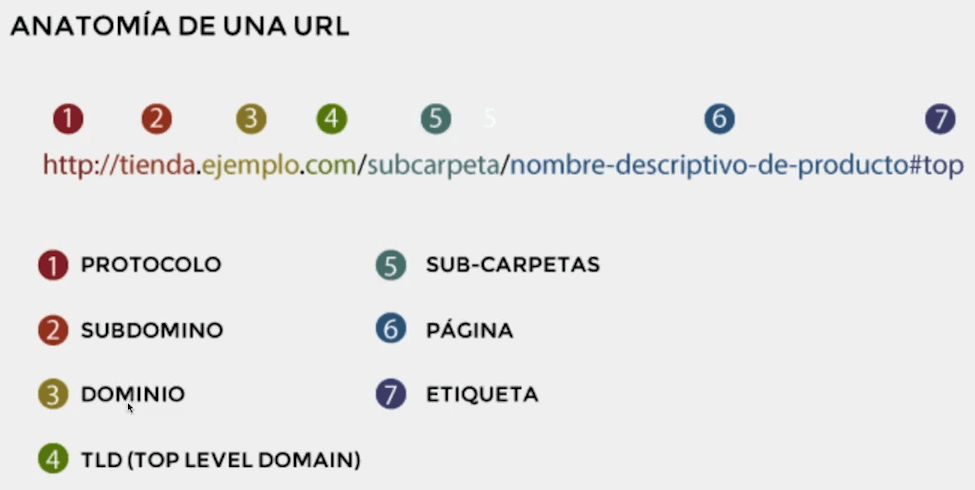 ANATOMÍA DE UNA URL
1 2 3 4 5 5 6 7
http://tienda.ejemplo.com/subcarpeta/nombre-descriptivo-de-producto#top
1 PROTOCOLO
2 SUBDOMINO
3 DOMINIO
4 TLD (TOP LEVEL DOMAIN)
5 SUB-CARPETAS
6 PÁGINA
7 ETIQUETA